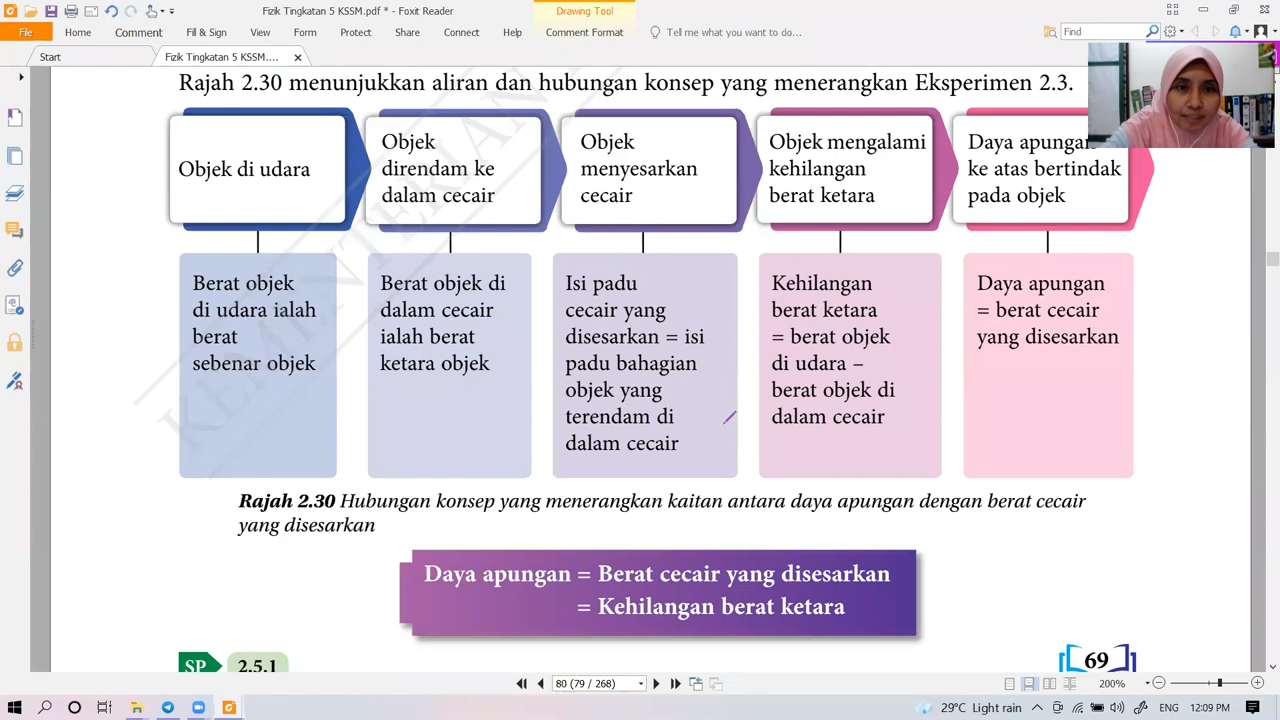 Fizik Tingkatan 5 KSSM.pdf * - Foxit Reader
Drawing Tool
File
Home
Comment
View
Form
Protect
Share
Connect
Help
Fill & Sign
Comment Format
Tell me what you want to do...
Find
Start
Fizik Tingkatan 5 KSSM....
Rajah 2.30 menunjukkan aliran dan hubungan konsep yang menerangkan Eksperimen 2.3.
Objek di udara
Objek
direndam ke
dalam cecair
Objek
menyesarkan
cecair
Objek mengalami
kehilangan
berat ketara
Daya apungan
ke atas bertindak
pada objek
Berat objek
di udara ialah
berat
sebenar objek
Berat objek di
dalam cecair
ialah berat
ketara objek
Isi padu
cecair yang
disesarkan = isi
padu bahagian
objek yang
terendam di
dalam cecair
Kehilangan
berat ketara
= berat objek
di udara –
berat objek di
dalam cecair
Daya apungan
= berat cecair
yang disesarkan
KEMENTERIAN
Rajah 2.30 Hubungan konsep yang menerangkan kaitan antara daya apungan dengan berat cecair
yang disesarkan
Daya apungan = Berat cecair yang disesarkan
= Kehilangan berat ketara
SP 2.5.1
69
80 (79 / 268)
200%
29°C Light rain
ENG
12:09 PM